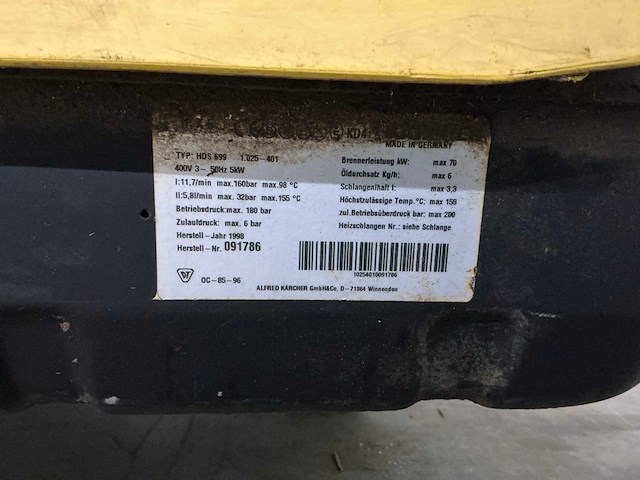 MADE IN GERMANY
TYP: HDS 699 1.025-401
400V 3~ 50Hz 5kW
I:11,7/min max.160bar max.98 °C
II:5,8l/min max. 32bar max.155 °C
Betriebsdruck: max. 180 bar
Zulaufdruck: max. 6 bar
Herstell-Jahr 1998
Herstell-Nr. 091786
Brennerleistung kW: max 70
Öldurchsatz Kg/h: max 6
Schlangeninhalt l: max 3,3
Höchstzulässige Temp.°C: max 155
zul.Betriebsüberdruck bar: max 200
Heizschlangen Nr.: siehe Schlange
10254010091786
OC-85-96
ALFRED KÄRCHER GmbH&Co. D-71364 Winnenden